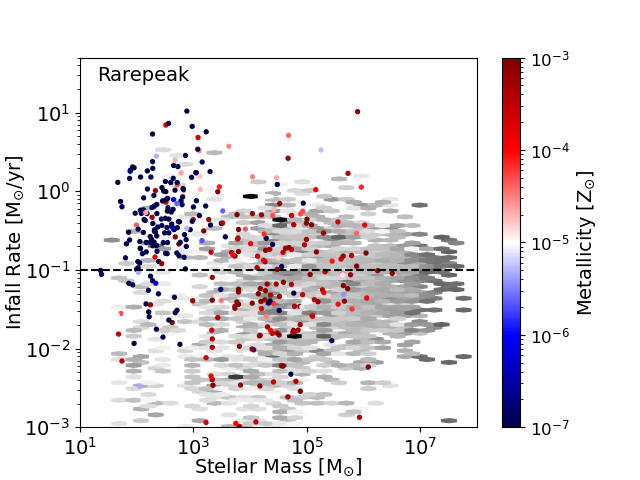 Rarepeak
Infall Rate [M⊙/yr]
10¹
10⁰
10⁻¹
10⁻²
10⁻³
10¹ 10³ 10⁵ 10⁷
Stellar Mass [M⊙]
10⁻³
10⁻⁴
10⁻⁵
10⁻⁶
10⁻⁷
Metallicity [Z⊙]